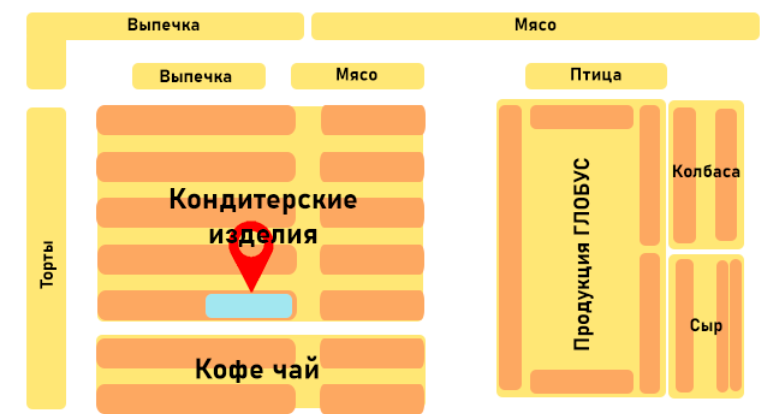 Выпечка
Мясо
Выпечка
Мясо
Птица
Кондитерские
изделия
Продукция ГЛОБУС
Колбаса
Торты
Сыр
Кофе чай